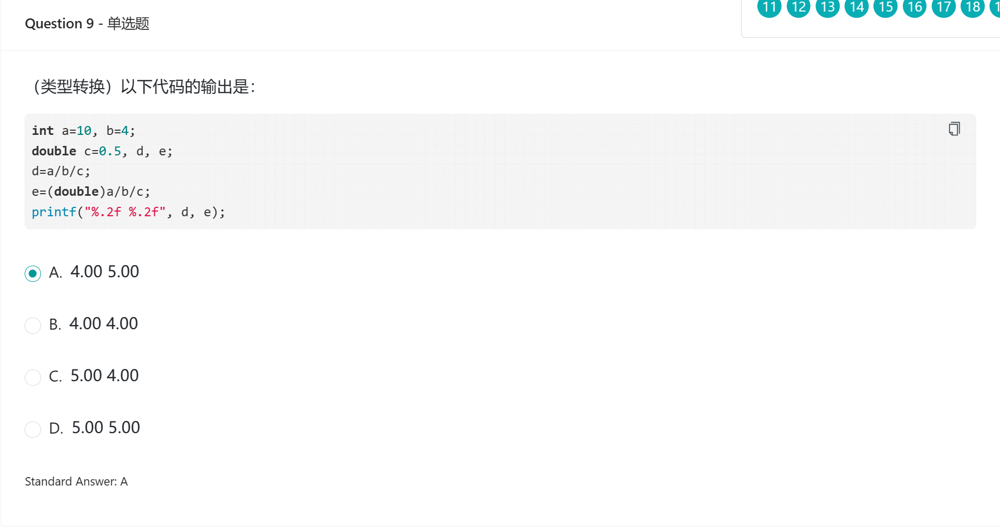 11 12 13 14 15 16 17 18
Question 9 - 单选题
（类型转换）以下代码的输出是：
int a=10, b=4;
double c=0.5, d, e;
d=a/b/c;
e=(double)a/b/c;
printf("%.2f %.2f", d, e);
A. 4.00 5.00
B. 4.00 4.00
C. 5.00 4.00
D. 5.00 5.00
Standard Answer: A